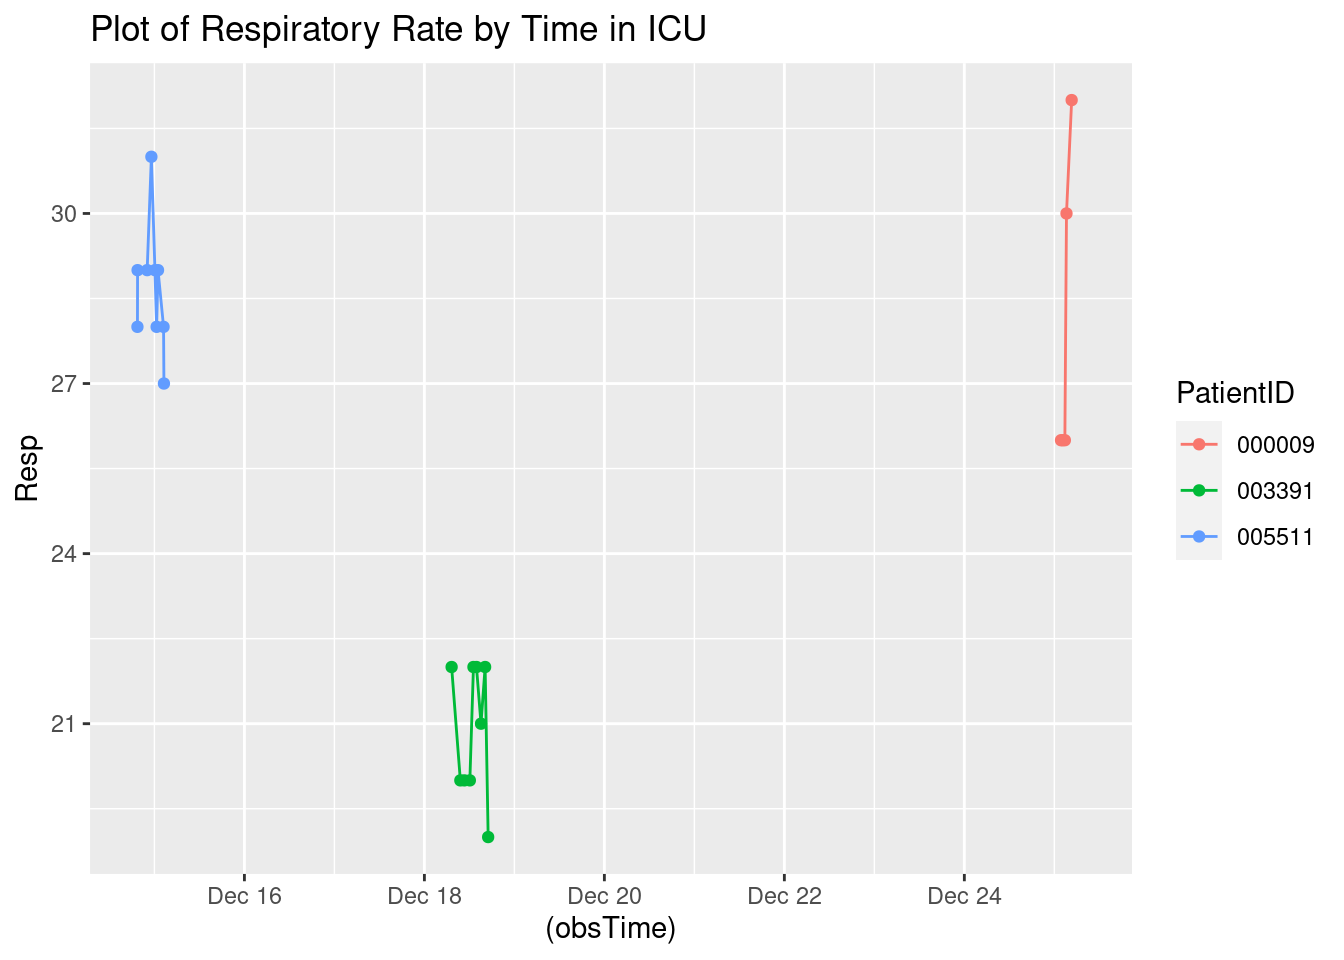 Plot of Respiratory Rate by Time in ICU
30
27
24
21
Resp
Dec 16
Dec 18
Dec 20
Dec 22
Dec 24
(obsTime)
PatientID
000009
003391
005511